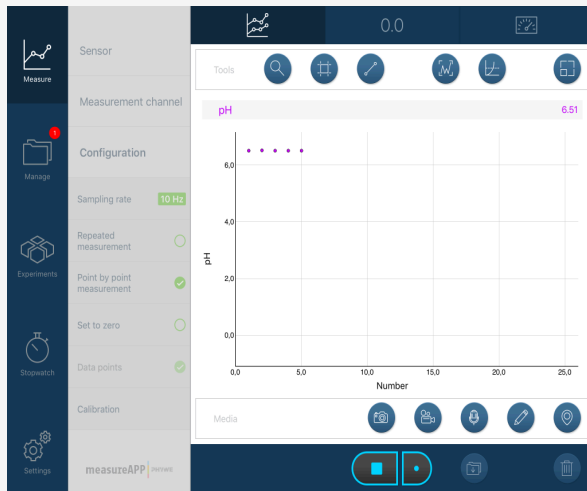 0.0
Measure
1
Manage
Experiments
Stopwatch
Settings
Sensor
Measurement channel
Configuration
Sampling rate 10 Hz
Repeated
measurement
Point by point
measurement
Set to zero
Data points
Calibration
measureAPP PHYWE
Tools
pH 6.51
6,0
4,0
pH
2,0
0,0
0,0 5,0 10,0 15,0 20,0 25,0
Number
Media